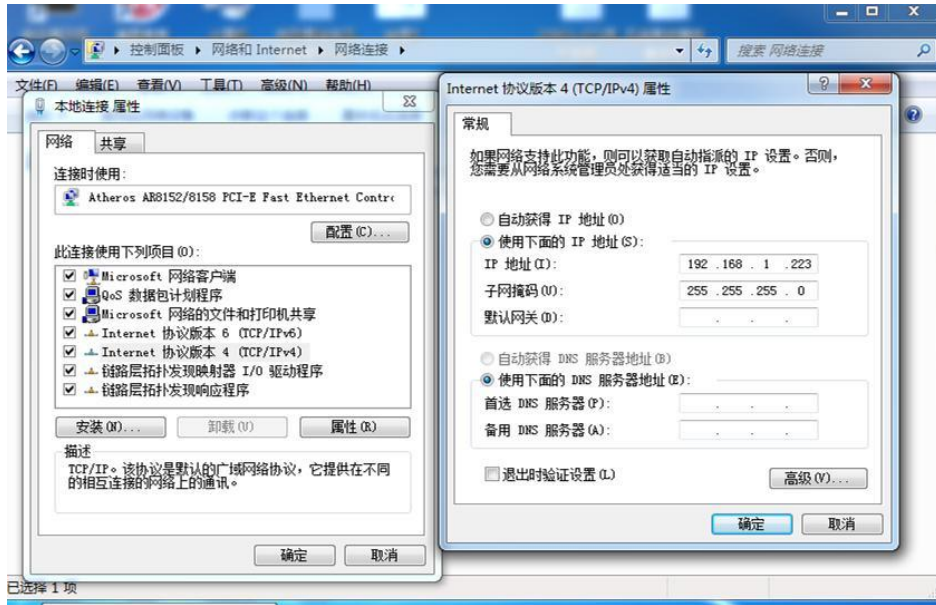 控制面板 ▸ 网络和 Internet ▸ 网络连接 ▸
搜索 网络连接
文件(F) 编辑(E) 查看(V) 工具(T) 高级(N) 帮助(H)
本地连接 属性
网络 共享
连接时使用:
Atheros AR8152/8158 PCI-E Fast Ethernet Contr
配置(C)...
此连接使用下列项目(O):
Microsoft 网络客户端
QoS 数据包计划程序
Microsoft 网络的文件和打印机共享
Internet 协议版本 6 (TCP/IPv6)
Internet 协议版本 4 (TCP/IPv4)
链路层拓扑发现映射器 I/O 驱动程序
链路层拓扑发现响应程序
安装(N)... 卸载(U) 属性(R)
描述
TCP/IP。该协议是默认的广域网络协议，它提供在不同
的相互连接的网络上的通讯。
确定 取消
已选择 1 项
Internet 协议版本 4 (TCP/IPv4) 属性
常规
如果网络支持此功能，则可以获取自动指派的 IP 设置。否则，
您需要从网络系统管理员处获得适当的 IP 设置。
自动获得 IP 地址(O)
使用下面的 IP 地址(S):
IP 地址(I): 192 .168 . 1 .223
子网掩码(U): 255 .255 .255 . 0
默认网关(D): . . .
自动获得 DNS 服务器地址(B)
使用下面的 DNS 服务器地址(E):
首选 DNS 服务器(P): . . .
备用 DNS 服务器(A): . . .
退出时验证设置(L)
高级(V)...
确定 取消